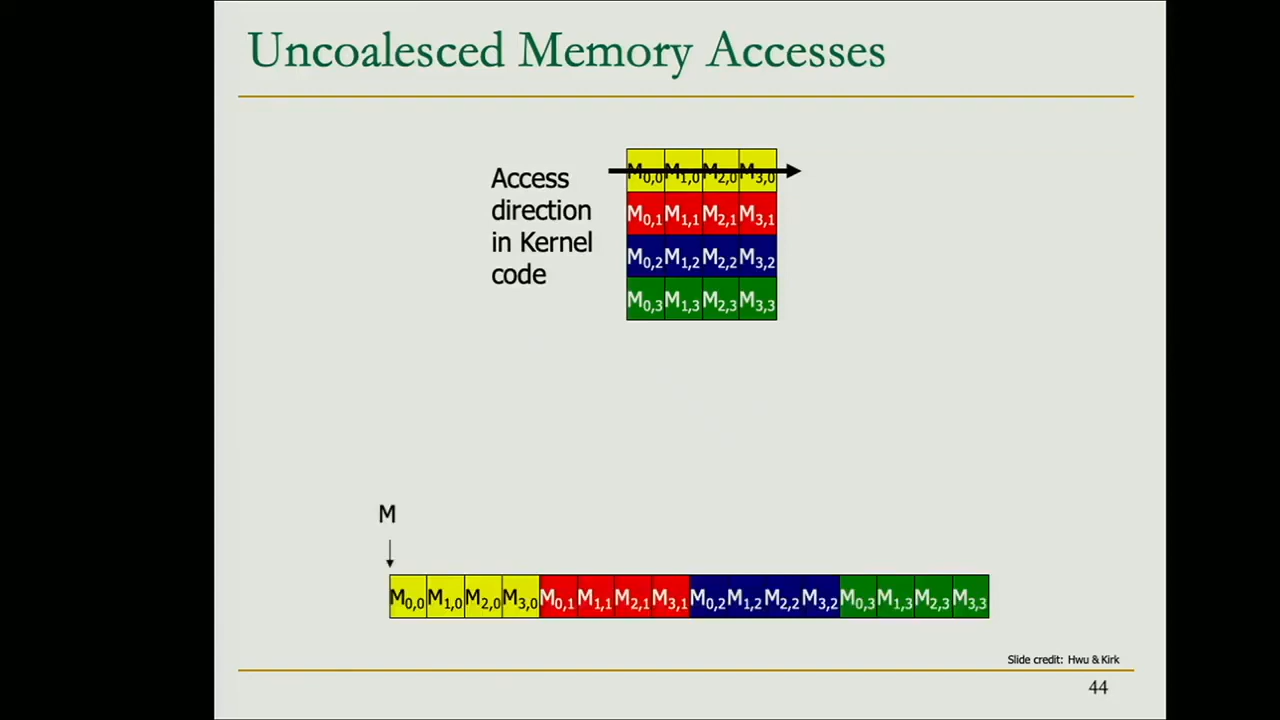 Uncoalesced Memory Accesses
Access
direction
in Kernel
code
M0,0 M1,0 M2,0 M3,0
M0,1 M1,1 M2,1 M3,1
M0,2 M1,2 M2,2 M3,2
M0,3 M1,3 M2,3 M3,3
M
M0,0 M1,0 M2,0 M3,0 M0,1 M1,1 M2,1 M3,1 M0,2 M1,2 M2,2 M3,2 M0,3 M1,3 M2,3 M3,3
Slide credit: Hwu & Kirk
44